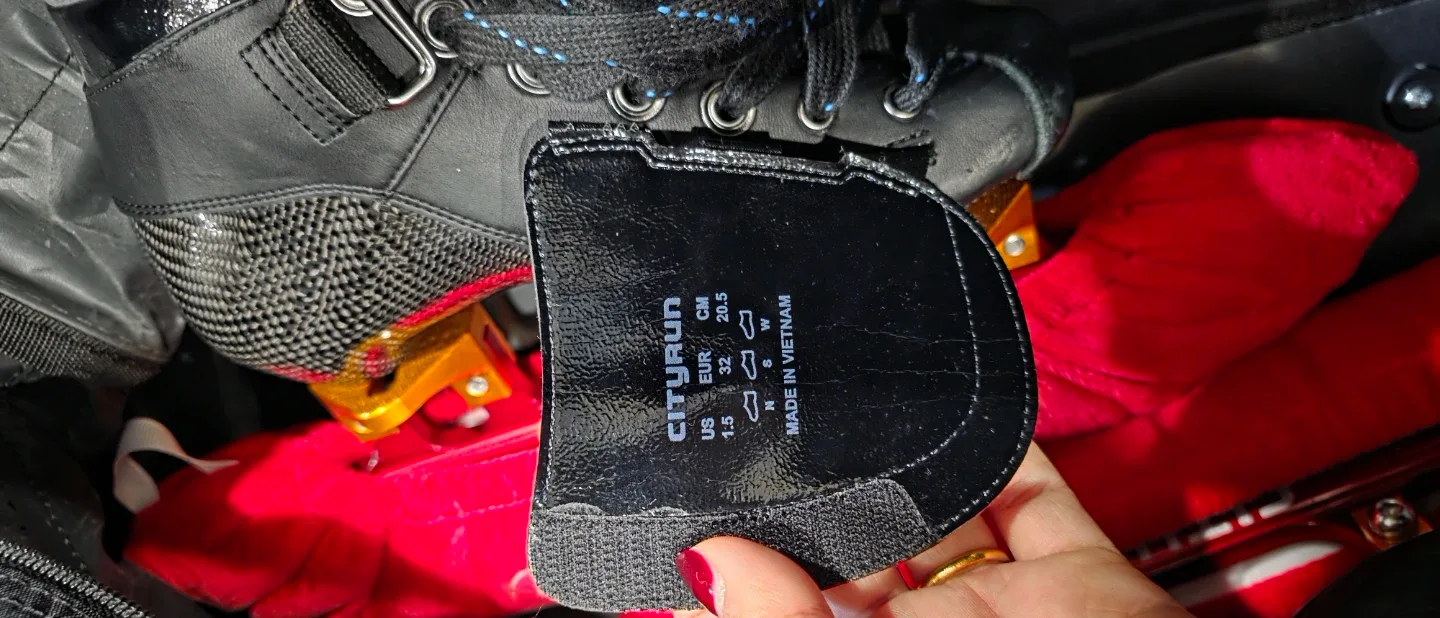 CITYRUN
US EUR CM
1.5 32 20.5
N S W
MADE IN VIETNAM